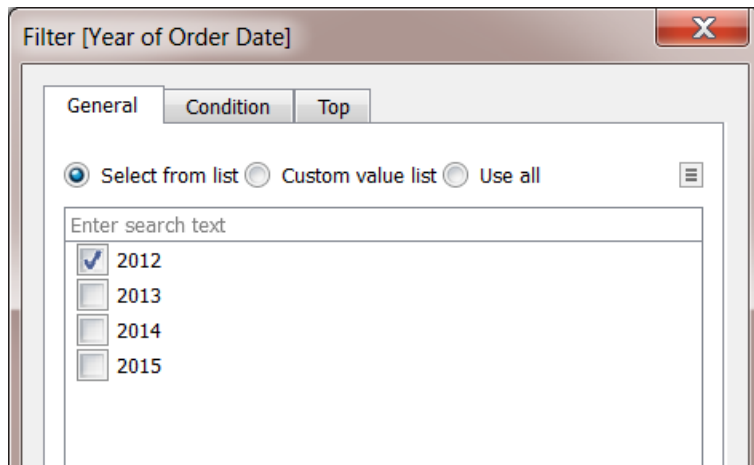 Filter [Year of Order Date]
General Condition Top
Select from list Custom value list Use all
Enter search text
2012
2013
2014
2015